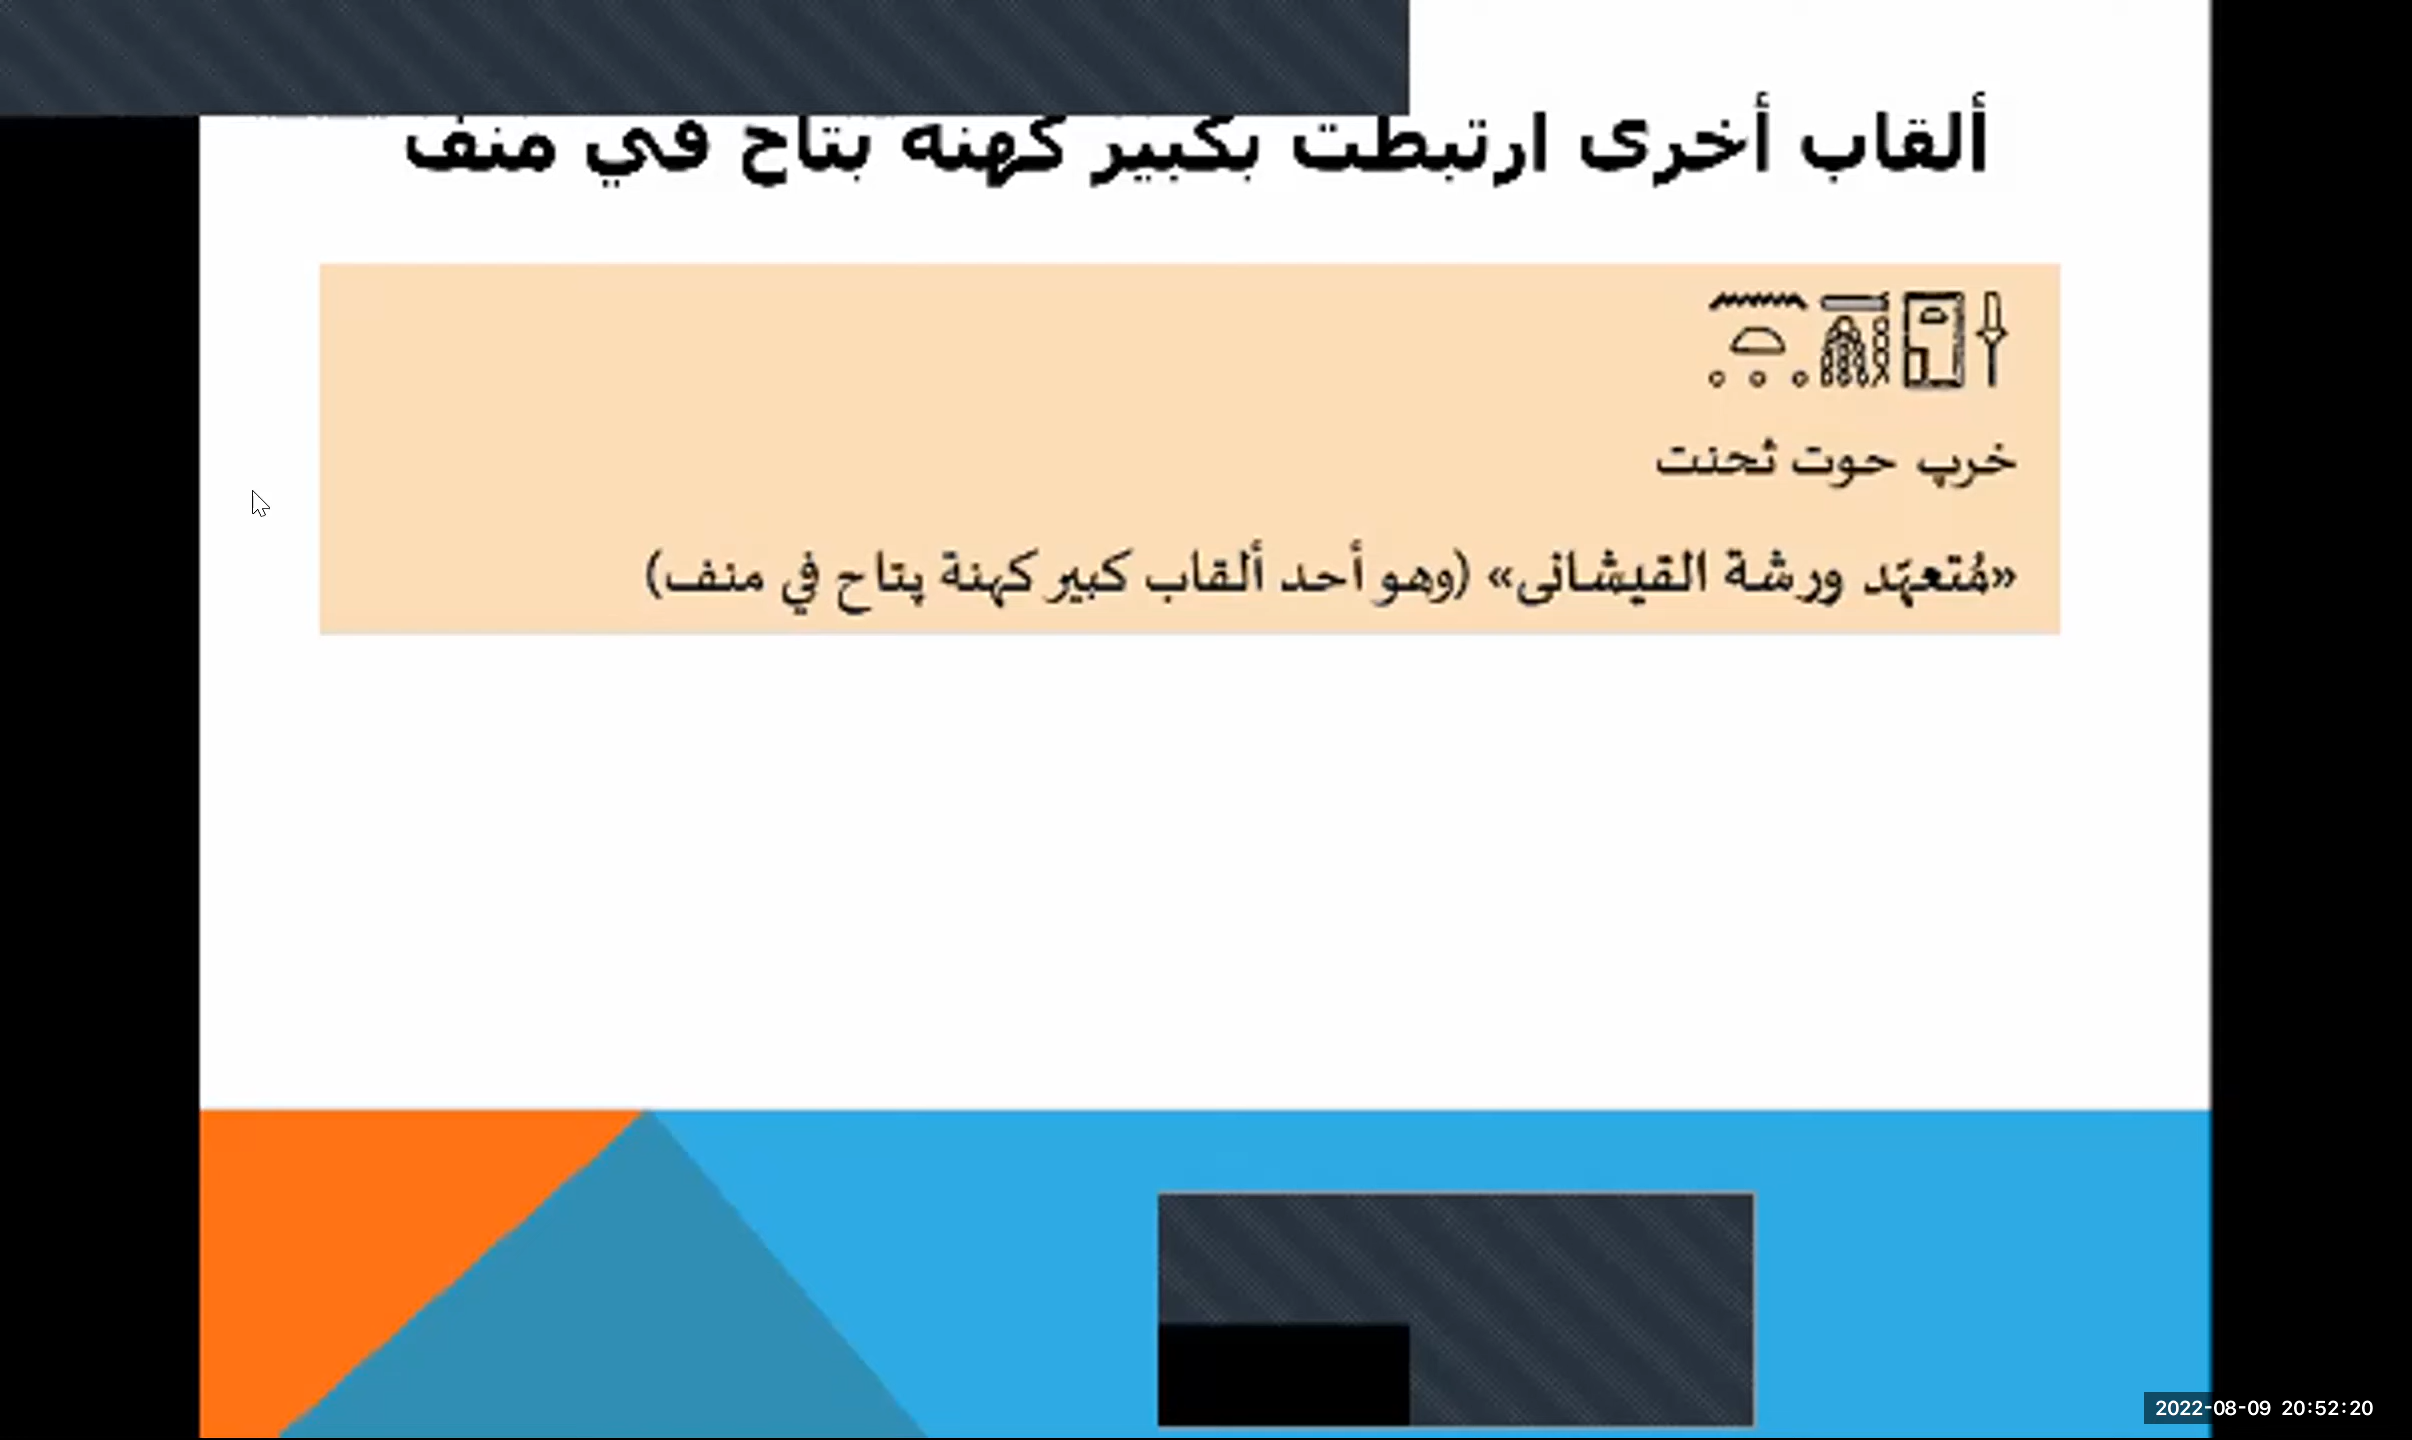 ألقاب أخرى ارتبطت بكبير كهنه بتاح في منف
خرپ حوت ثحنت
«مُتعهّد ورشة القيشانى» (وهو أحد ألقاب كبير كهنة پتاح في منف)
2022-08-09 20:52:20